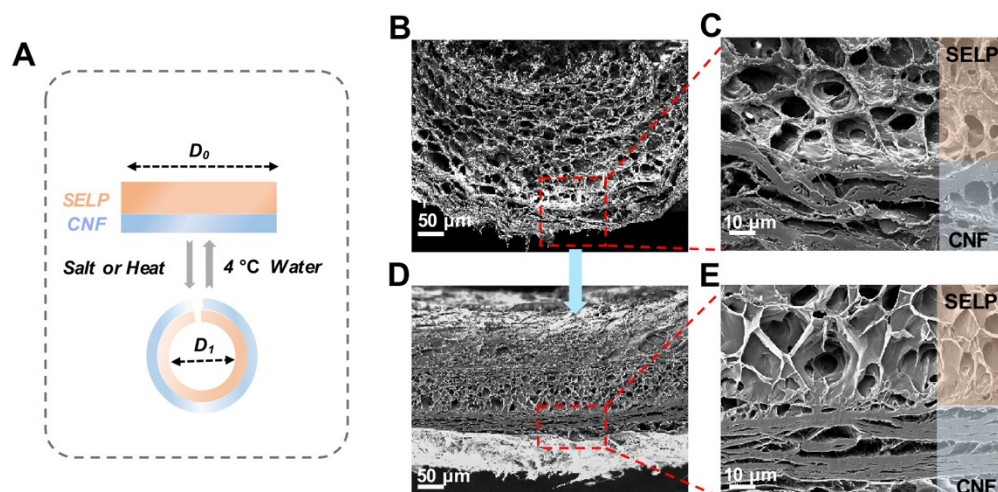 A
D0
SELP
CNF
Salt or Heat
4 °C Water
D1
B
50 μm
C
SELP
CNF
10 μm
D
50 μm
E
SELP
CNF
10 μm